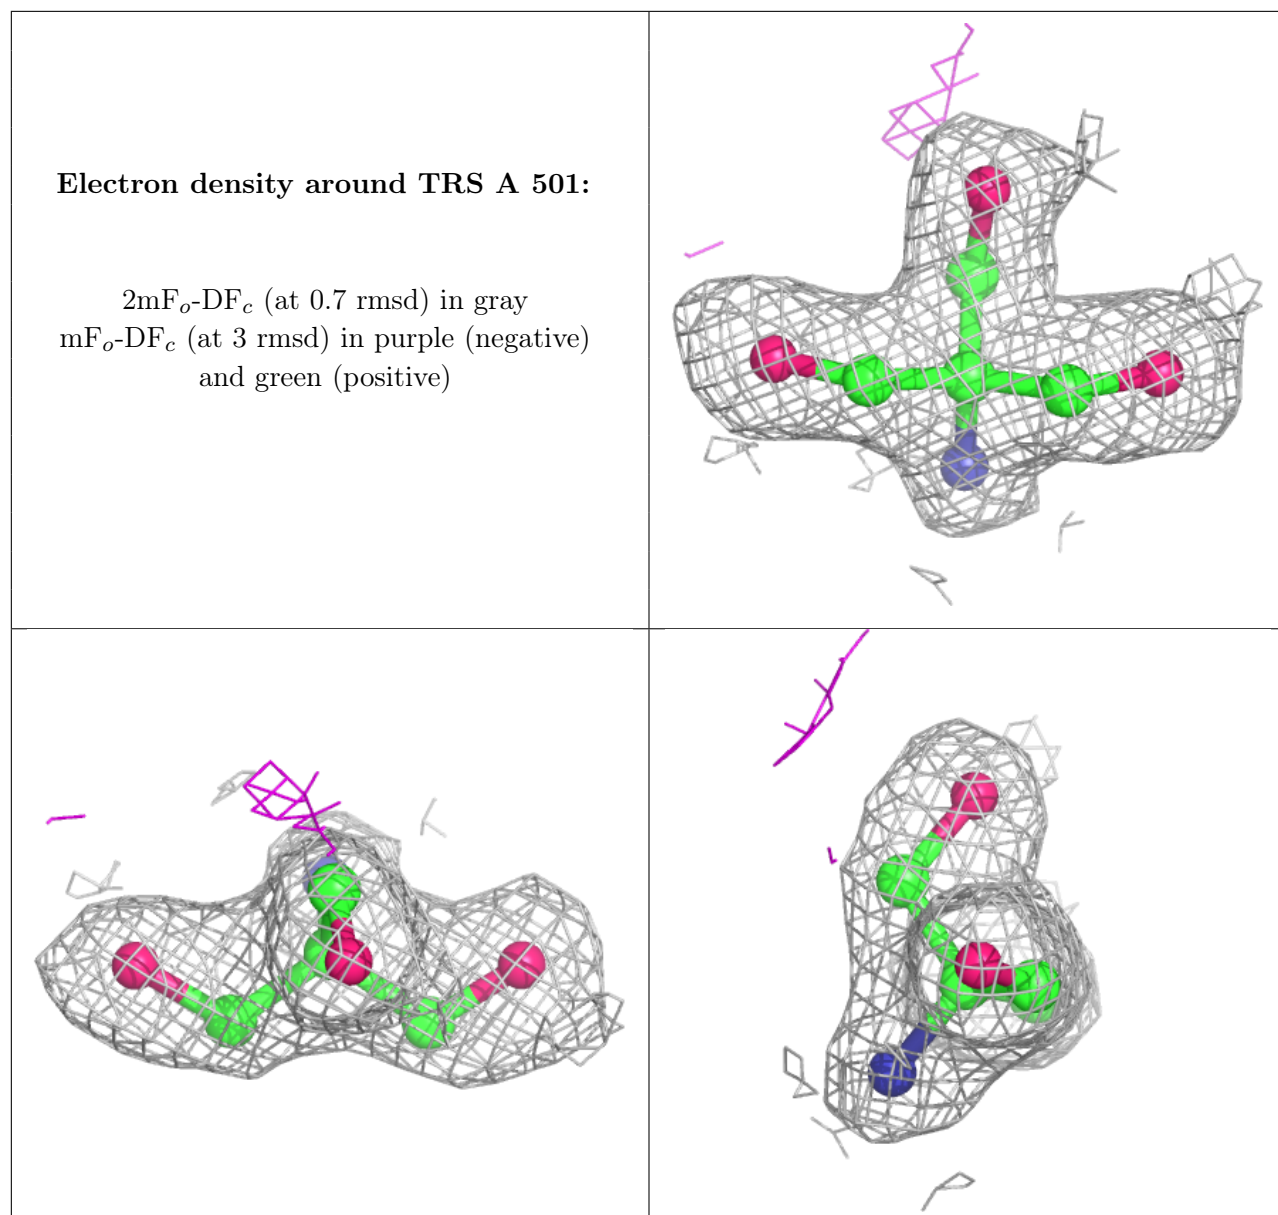 Electron density around TRS A 501:
2mFo-DFc (at 0.7 rmsd) in gray
mFo-DFc (at 3 rmsd) in purple (negative)
and green (positive)